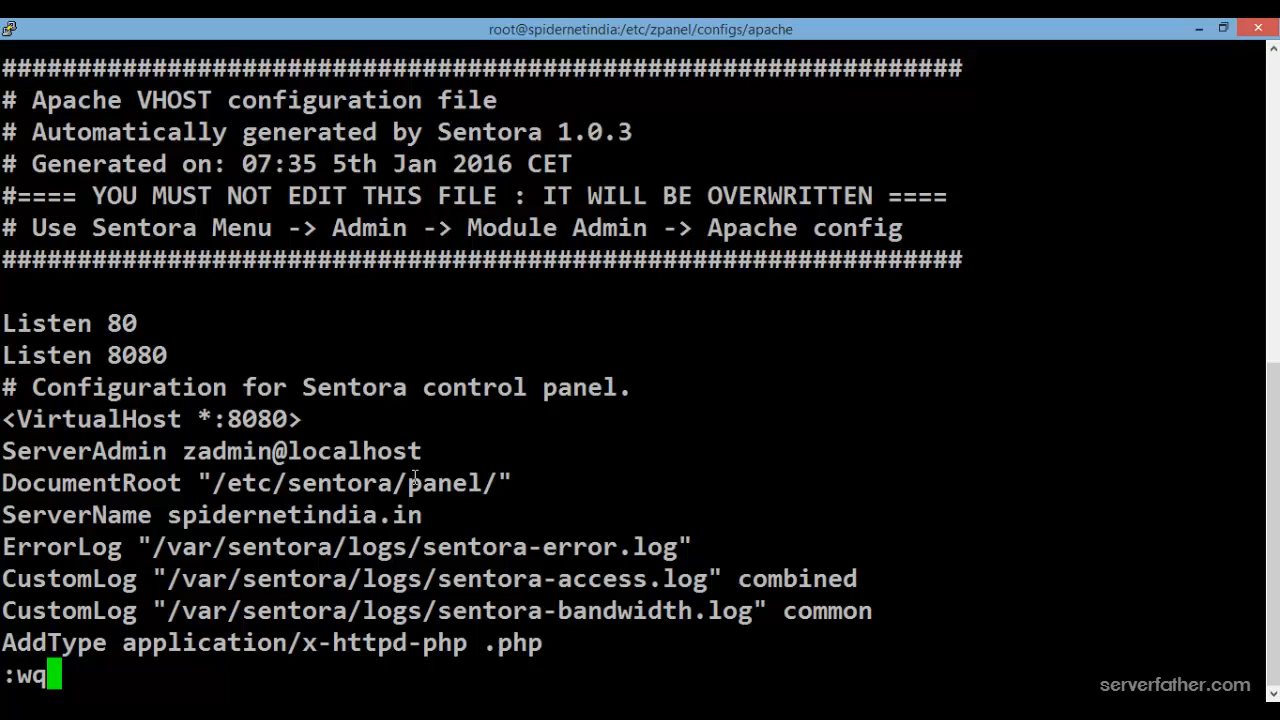 root@spidernetindia:/etc/zpanel/configs/apache
################################################################
# Apache VHOST configuration file
# Automatically generated by Sentora 1.0.3
# Generated on: 07:35 5th Jan 2016 CET
#==== YOU MUST NOT EDIT THIS FILE : IT WILL BE OVERWRITTEN ====
# Use Sentora Menu -> Admin -> Module Admin -> Apache config
################################################################
Listen 80
Listen 8080
# Configuration for Sentora control panel.
<VirtualHost *:8080>
ServerAdmin zadmin@localhost
DocumentRoot "/etc/sentora/panel/"
ServerName spidernetindia.in
ErrorLog "/var/sentora/logs/sentora-error.log"
CustomLog "/var/sentora/logs/sentora-access.log" combined
CustomLog "/var/sentora/logs/sentora-bandwidth.log" common
AddType application/x-httpd-php .php
:wq
serverfather.com